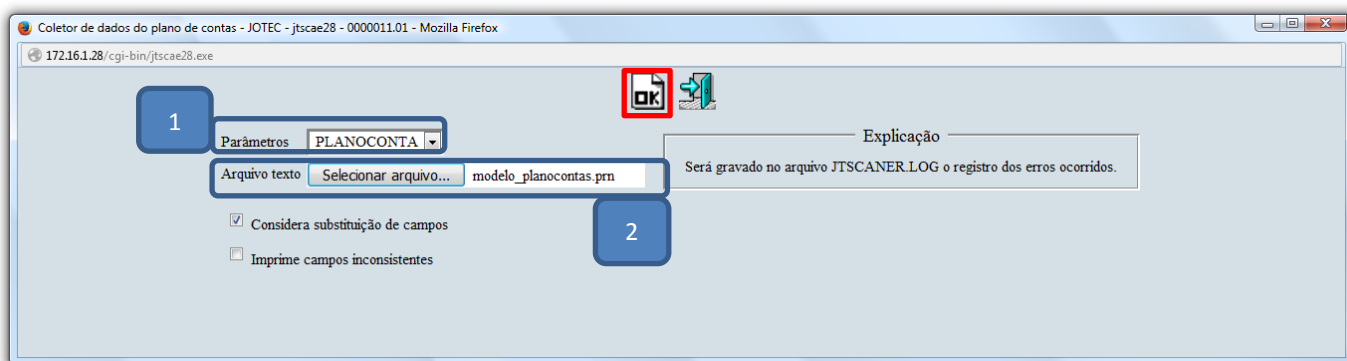 Coletor de dados do plano de contas - JOTEC - jtscae28 - 0000011.01 - Mozilla Firefox
172.16.1.28/cgi-bin/jtscae28.exe
OK
1
Parâmetros PLANOCONTA
Explicação
Arquivo texto Selecionar arquivo... modelo_planocontas.prn
Será gravado no arquivo JTSCANER.LOG o registro dos erros ocorridos.
Considera substituição de campos
2
Imprime campos inconsistentes